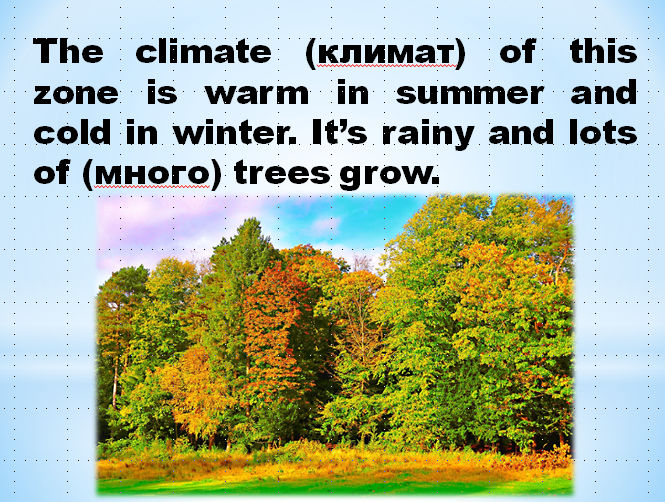 The climate (климат) of this
zone is warm in summer and
cold in winter. It’s rainy and lots
of (много) trees grow.